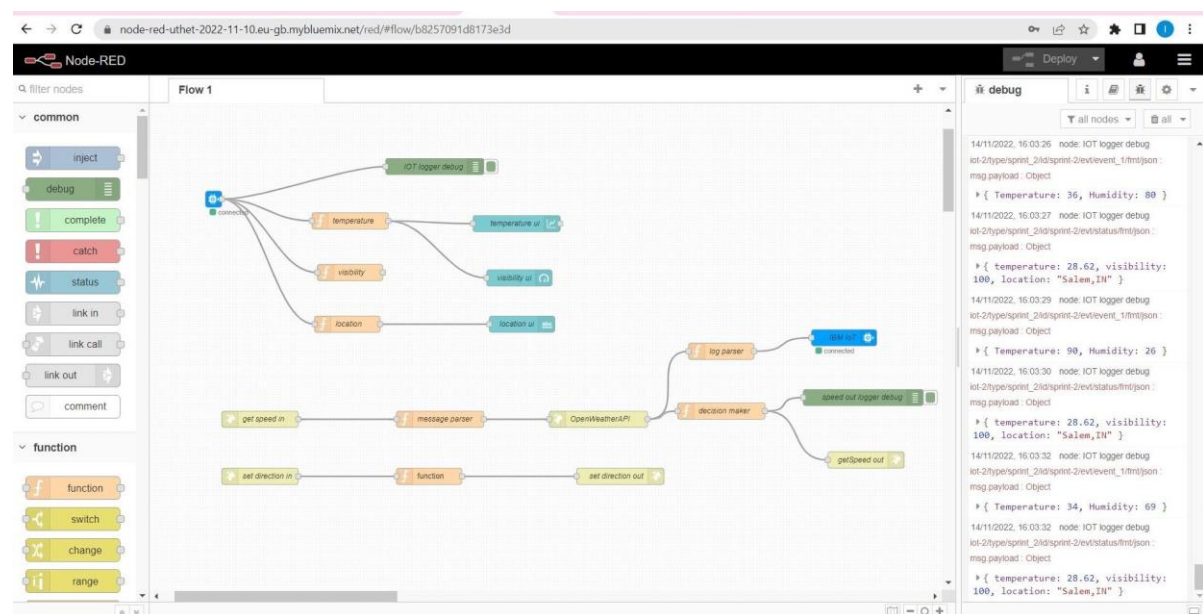 node-red-uthet-2022-11-10.eu-gb.mybluemix.net/red/#flow/b8257091d8173e3d
Node-RED
Deploy
filter nodes
Flow 1
debug
i
common
all nodes
all
inject
debug
complete
catch
status
link in
link call
link out
comment
function
function
switch
change
range
IOT logger debug
connected
temperature
temperature ui
visibility
visibility ui
location
location ui
abc
log parser
IBM IoT
connected
get speed in
message parser
OpenWeatherAPI
decision maker
speed out logger debug
getSpeed out
set direction in
function
set direction out
14/11/2022, 16:03:26 node: IOT logger debug
iot-2/type/sprint_2/id/sprint-2/evt/event_1/fmt/json :
msg.payload : Object
{ Temperature: 36, Humidity: 80 }
14/11/2022, 16:03:27 node: IOT logger debug
iot-2/type/sprint_2/id/sprint-2/evt/status/fmt/json :
msg.payload : Object
{ temperature: 28.62, visibility:
100, location: "Salem,IN" }
14/11/2022, 16:03:29 node: IOT logger debug
iot-2/type/sprint_2/id/sprint-2/evt/event_1/fmt/json :
msg.payload : Object
{ Temperature: 90, Humidity: 26 }
14/11/2022, 16:03:30 node: IOT logger debug
iot-2/type/sprint_2/id/sprint-2/evt/status/fmt/json :
msg.payload : Object
{ temperature: 28.62, visibility:
100, location: "Salem,IN" }
14/11/2022, 16:03:32 node: IOT logger debug
iot-2/type/sprint_2/id/sprint-2/evt/event_1/fmt/json :
msg.payload : Object
{ Temperature: 34, Humidity: 69 }
14/11/2022, 16:03:32 node: IOT logger debug
iot-2/type/sprint_2/id/sprint-2/evt/status/fmt/json :
msg.payload : Object
{ temperature: 28.62, visibility:
100, location: "Salem,IN" }